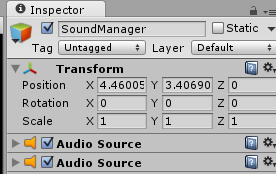 Inspector
SoundManager Static
Tag Untagged Layer Default
Transform
Position X 4.46005 Y 3.40690 Z 0
Rotation X 0 Y 0 Z 0
Scale X 1 Y 1 Z 1
Audio Source
Audio Source